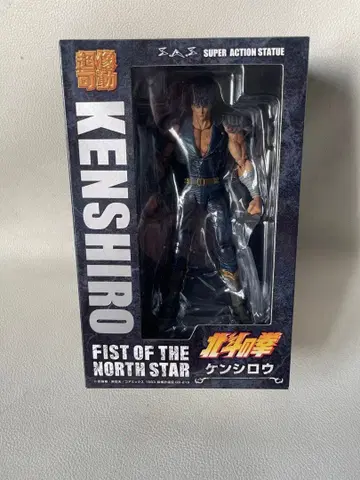 超像
可動
S.A.S
SUPER ACTION STATUE
KENSHIRO
FIST OF THE
NORTH STAR
北斗の拳
ケンシロウ